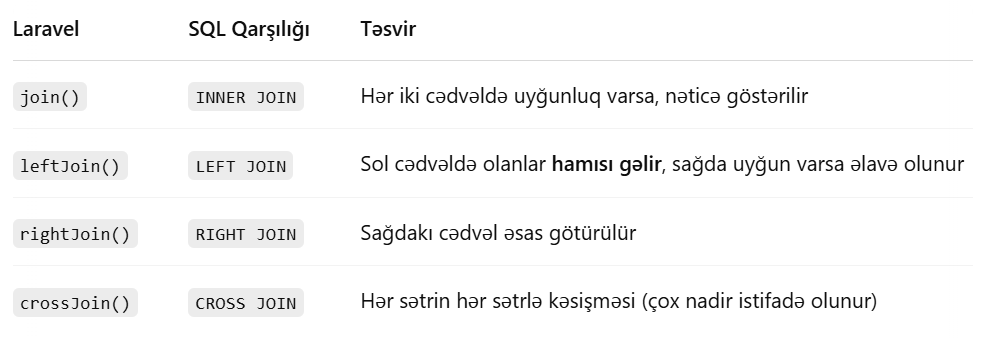 Laravel SQL Qarşılığı Təsvir
join() INNER JOIN Hər iki cədvəldə uyğunluq varsa, nəticə göstərilir
leftJoin() LEFT JOIN Sol cədvəldə olanlar hamısı gəlir, sağda uyğun varsa əlavə olunur
rightJoin() RIGHT JOIN Sağdakı cədvəl əsas götürülür
crossJoin() CROSS JOIN Hər sətrin hər sətrlə kəsişməsi (çox nadir istifadə olunur)